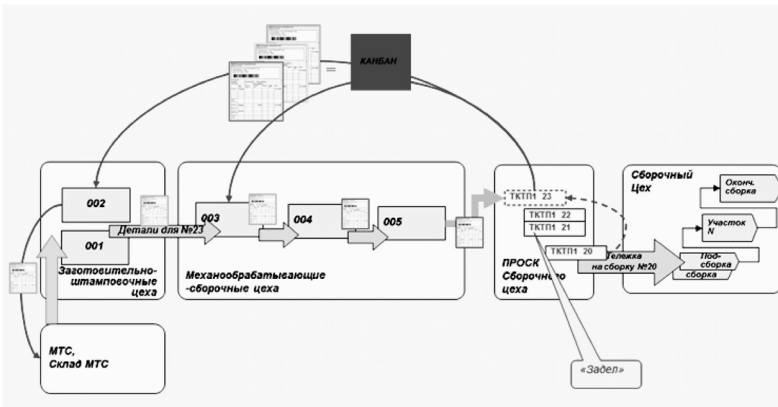 КАНБАН
=
002
001
Детали для №23
Заготовительно-
штамповочные
цеха
003
004
005
Механообрабатывающие
-сборочные цеха
ТКТП1 23
ТКТП1 22
ТКТП1 21
ТКТП1 20
ПРОСК
Сборочного
цеха
Тележка
на сборку №20
Сборочный
Цех
Оконч.
сборка
Участок
N
Под-
сборка
сборка
МТС,
Склад МТС
«Задел»